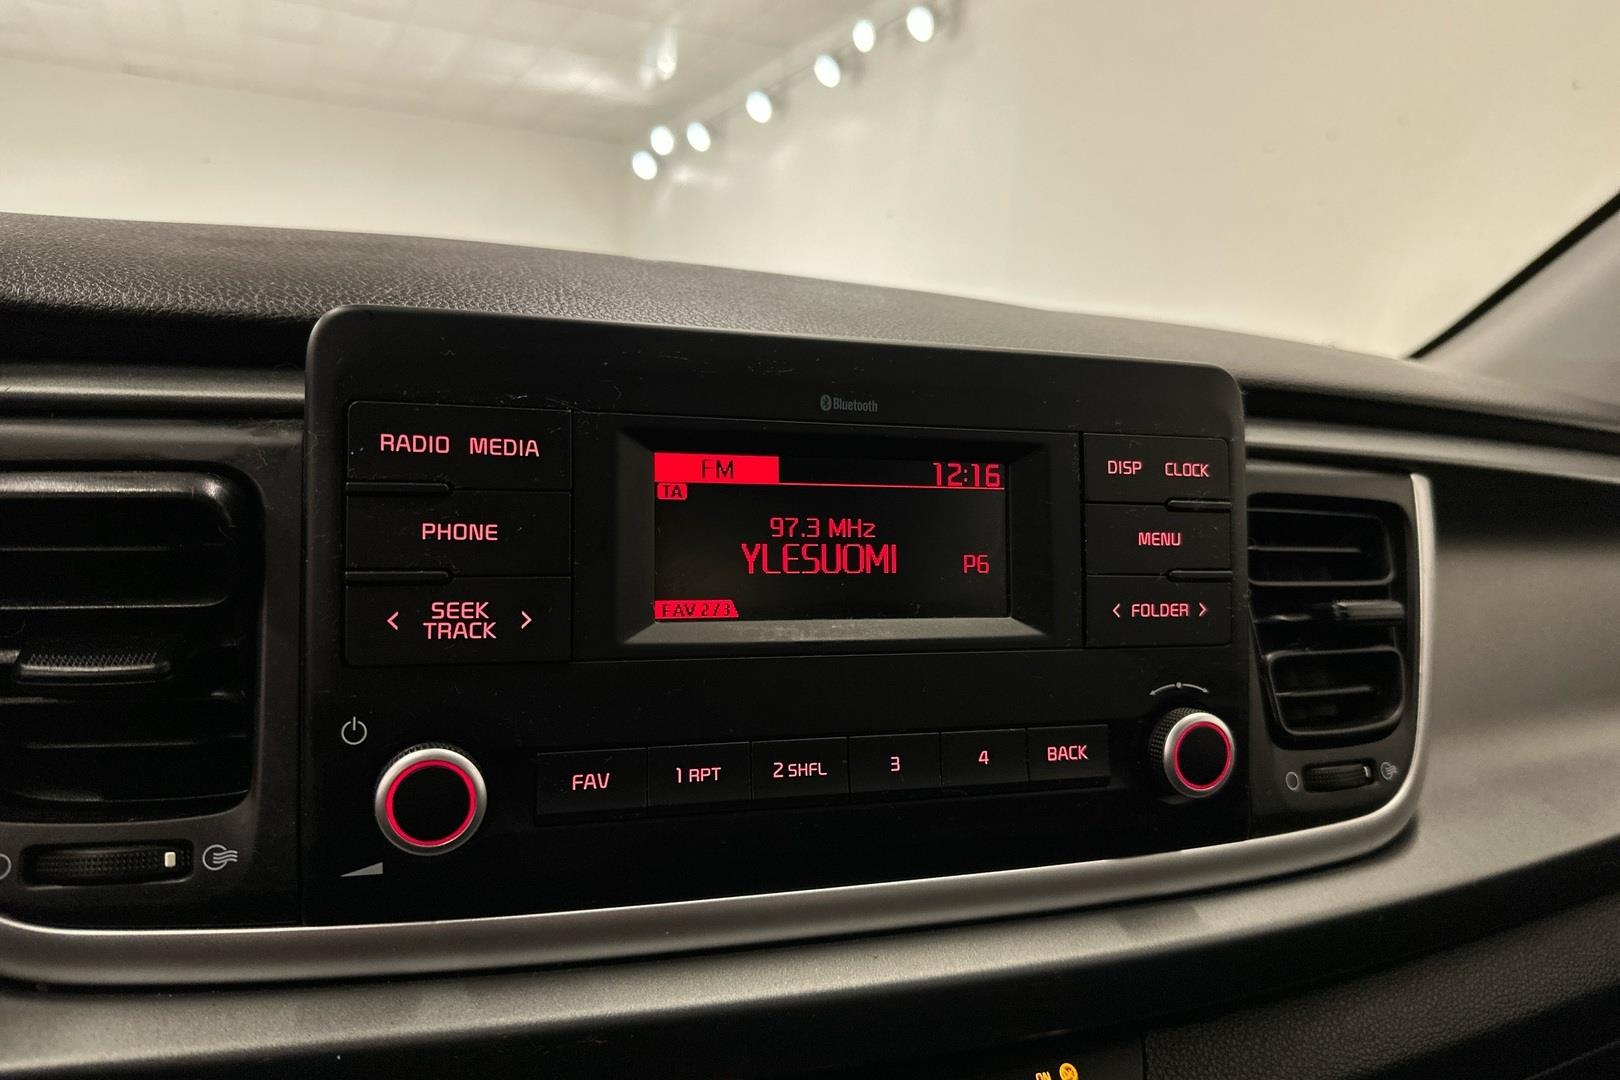 Bluetooth
RADIO MEDIA
PHONE
< SEEK TRACK >
FM 12:16
TA
97.3 MHz
YLESUOMI P6
FAV 2/3
DISP CLOCK
MENU
< FOLDER >
FAV 1 RPT 2 SHFL 3 4 BACK
ON